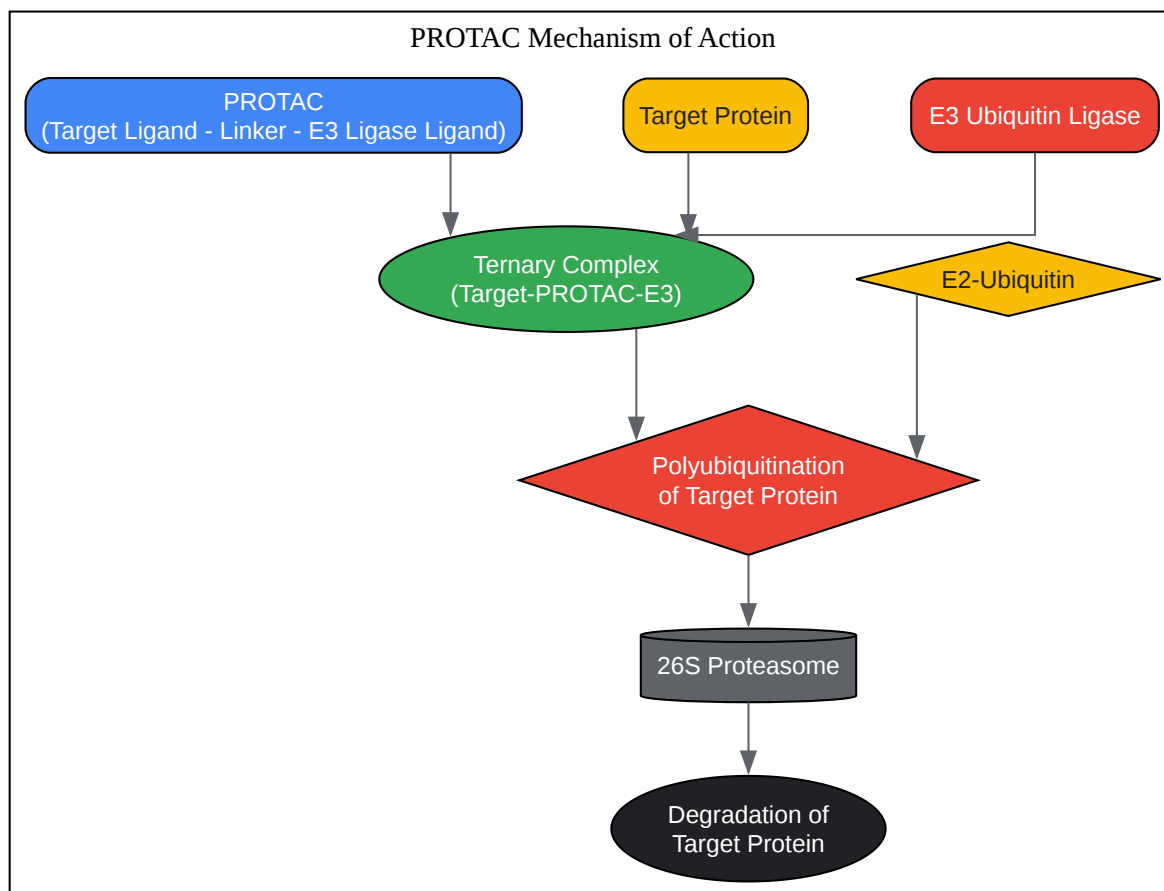 PROTAC Mechanism of Action
PROTAC
(Target Ligand - Linker - E3 Ligase Ligand)
Target Protein
E3 Ubiquitin Ligase
Ternary Complex
(Target-PROTAC-E3)
E2-Ubiquitin
Polyubiquitination
of Target Protein
26S Proteasome
Degradation of
Target Protein